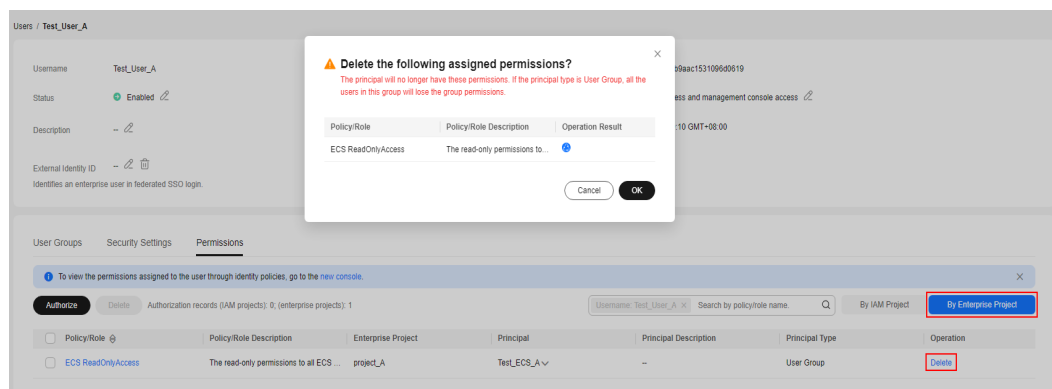 Users / Test_User_A
Username Test_User_A
Status Enabled
Description --
External Identity ID --
Identifies an enterprise user in federated SSO login.
b9aac1531096d0619
ess and management console access
:10 GMT+08:00
Delete the following assigned permissions?
The principal will no longer have these permissions. If the principal type is User Group, all the
users in this group will lose the group permissions.
Policy/Role Policy/Role Description Operation Result
ECS ReadOnlyAccess The read-only permissions to...
Cancel OK
User Groups Security Settings Permissions
To view the permissions assigned to the user through identity policies, go to the new console.
Authorize Delete Authorization records (IAM projects): 0; (enterprise projects): 1 Username: Test_User_A × Search by policy/role name. By IAM Project By Enterprise Project
Policy/Role Policy/Role Description Enterprise Project Principal Principal Description Principal Type Operation
ECS ReadOnlyAccess The read-only permissions to all ECS ... project_A Test_ECS_A -- User Group Delete